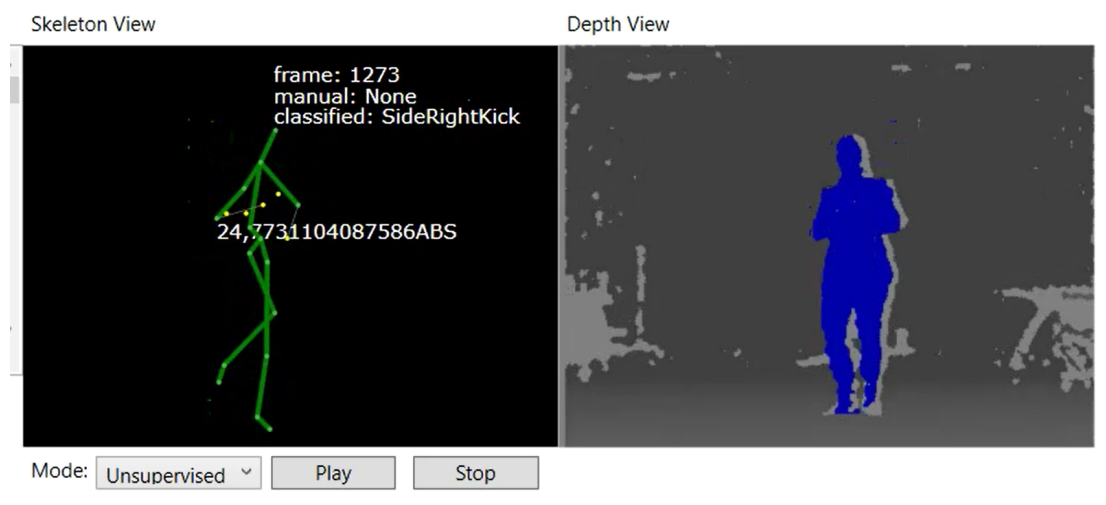 Skeleton View
Depth View
frame: 1273
manual: None
classified: SideRightKick
24,7731104087586ABS
Mode:
Unsupervised
Play
Stop